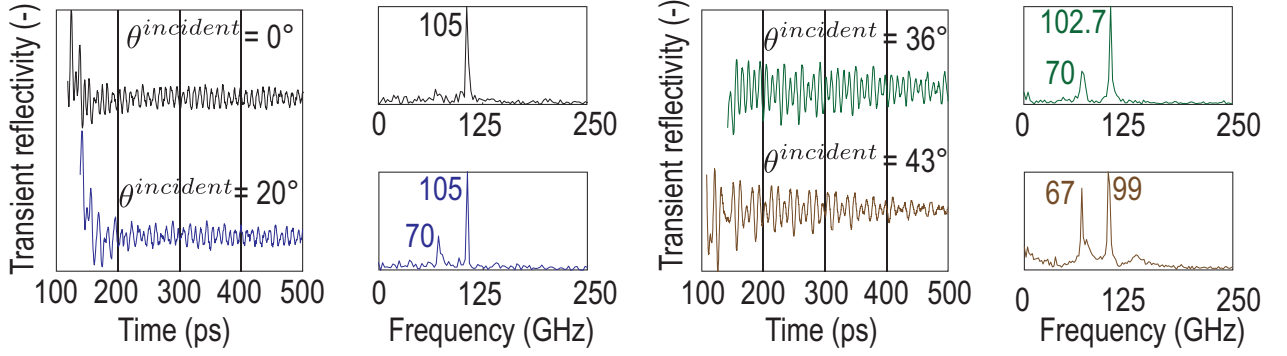 Transient reflectivity (-)
θ^incident = 0°
θ^incident = 20°
100 200 300 400 500
Time (ps)
105
0 125 250
70 105
0 125 250
Frequency (GHz)
Transient reflectivity (-)
θ^incident = 36°
θ^incident = 43°
100 200 300 400 500
Time (ps)
102.7
70
0 125 250
67 99
0 125 250
Frequency (GHz)